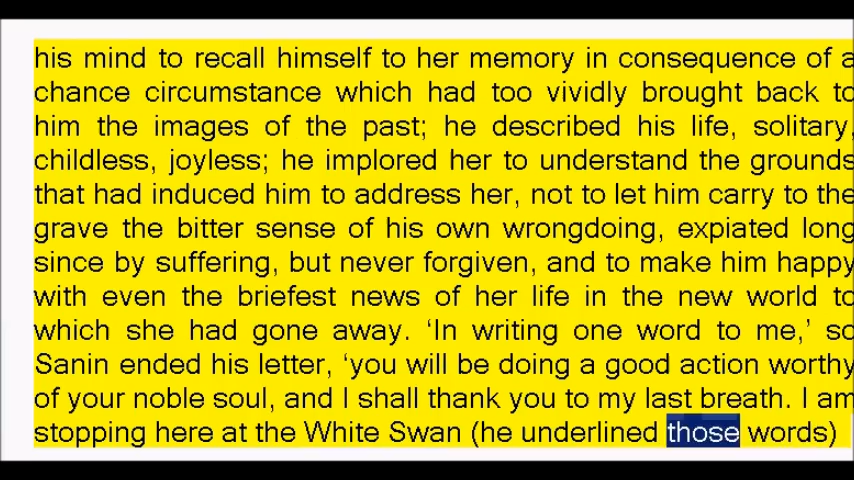 his mind to recall himself to her memory in consequence of a
chance circumstance which had too vividly brought back to
him the images of the past; he described his life, solitary,
childless, joyless; he implored her to understand the grounds
that had induced him to address her, not to let him carry to the
grave the bitter sense of his own wrongdoing, expiated long
since by suffering, but never forgiven, and to make him happy
with even the briefest news of her life in the new world to
which she had gone away. ‘In writing one word to me,’ so
Sanin ended his letter, ‘you will be doing a good action worthy
of your noble soul, and I shall thank you to my last breath. I am
stopping here at the White Swan (he underlined those words)